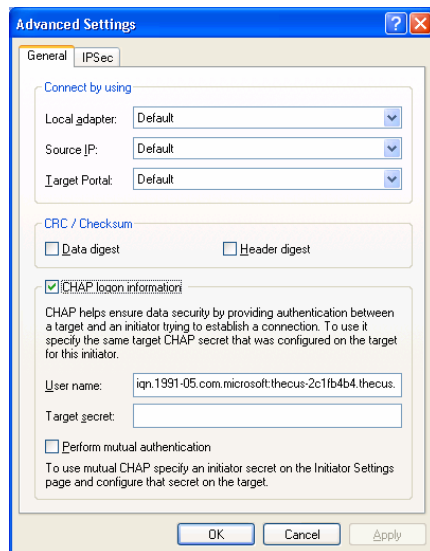 Advanced Settings
General IPSec
Connect by using
Local adapter: Default
Source IP: Default
Target Portal: Default
CRC / Checksum
Data digest Header digest
CHAP logon information
CHAP helps ensure data security by providing authentication between
a target and an initiator trying to establish a connection. To use it
specify the same target CHAP secret that was configured on the target
for this initiator.
User name: iqn.1991-05.com.microsoft:thecus-2c1fb4b4.thecus.
Target secret:
Perform mutual authentication
To use mutual CHAP specify an initiator secret on the Initiator Settings
page and configure that secret on the target.
OK Cancel Apply